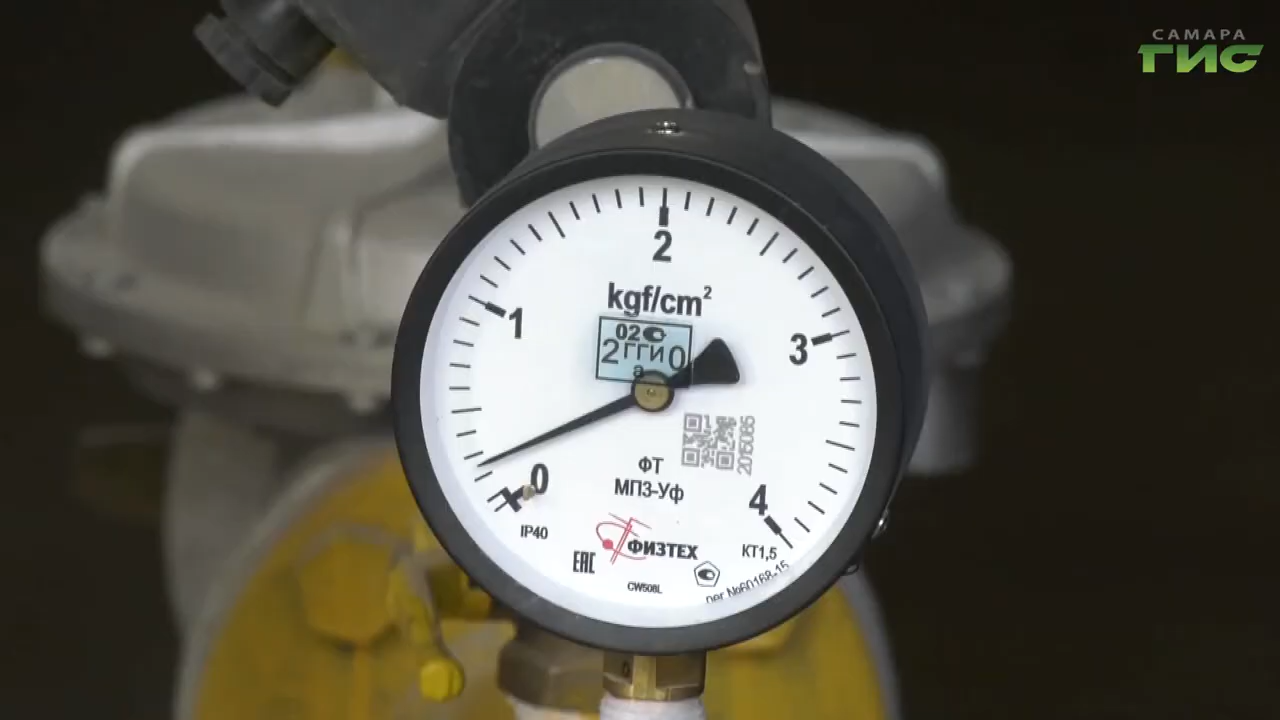 САМАРА
ГИС
2
kgf/cm²
1
02
2ГГИ0
а
3
2015085
ФТ
МПЗ-Уф
0
4
IP40
ФИЗТЕХ
КТ1,5
ЕАС
CW508L
рег №60168-15